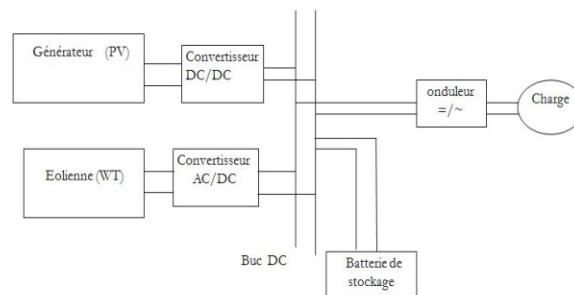 Générateur (PV)
Convertisseur
DC/DC
onduleur
=/~
Charge
Eolienne (WT)
Convertisseur
AC/DC
Buc DC
Batterie de
stockage